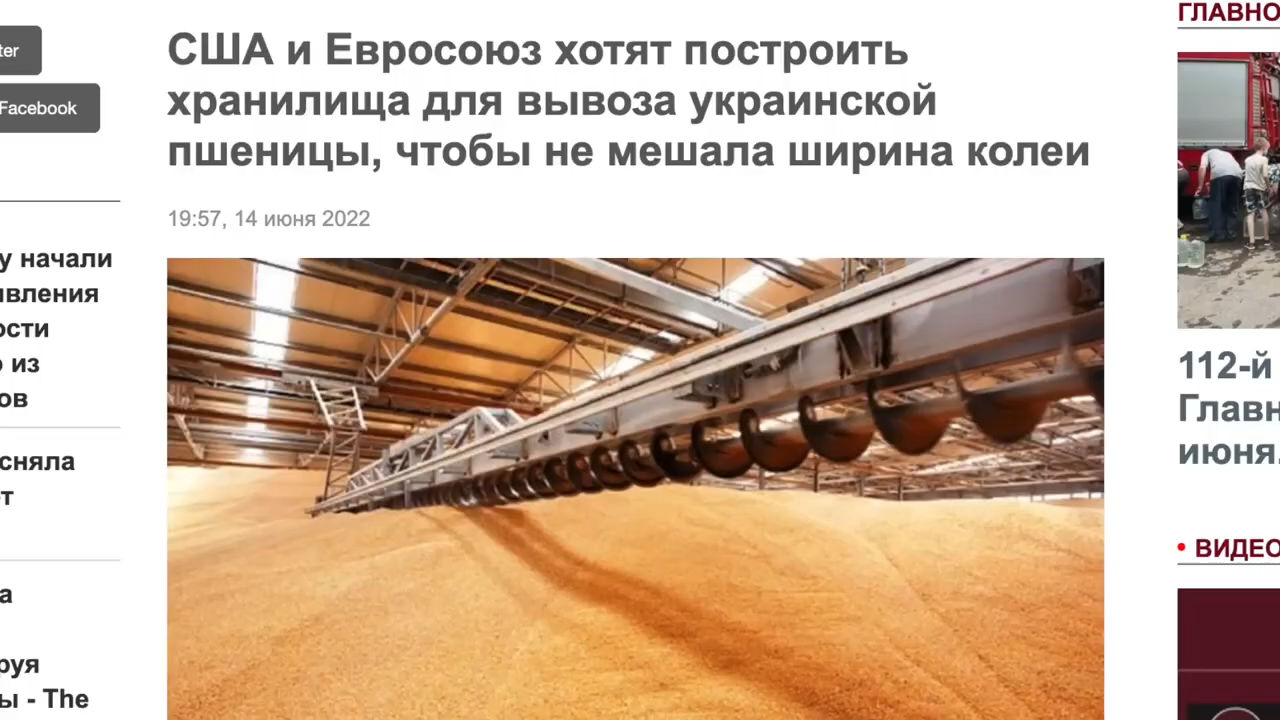 ter
Facebook
у начали
явления
ости
о из
ов
сняла
т
а
руя
ы - The
США и Евросоюз хотят построить
хранилища для вывоза украинской
пшеницы, чтобы не мешала ширина колеи
19:57, 14 июня 2022
ГЛАВНО
112-й
Главн
июня.
• ВИДЕО